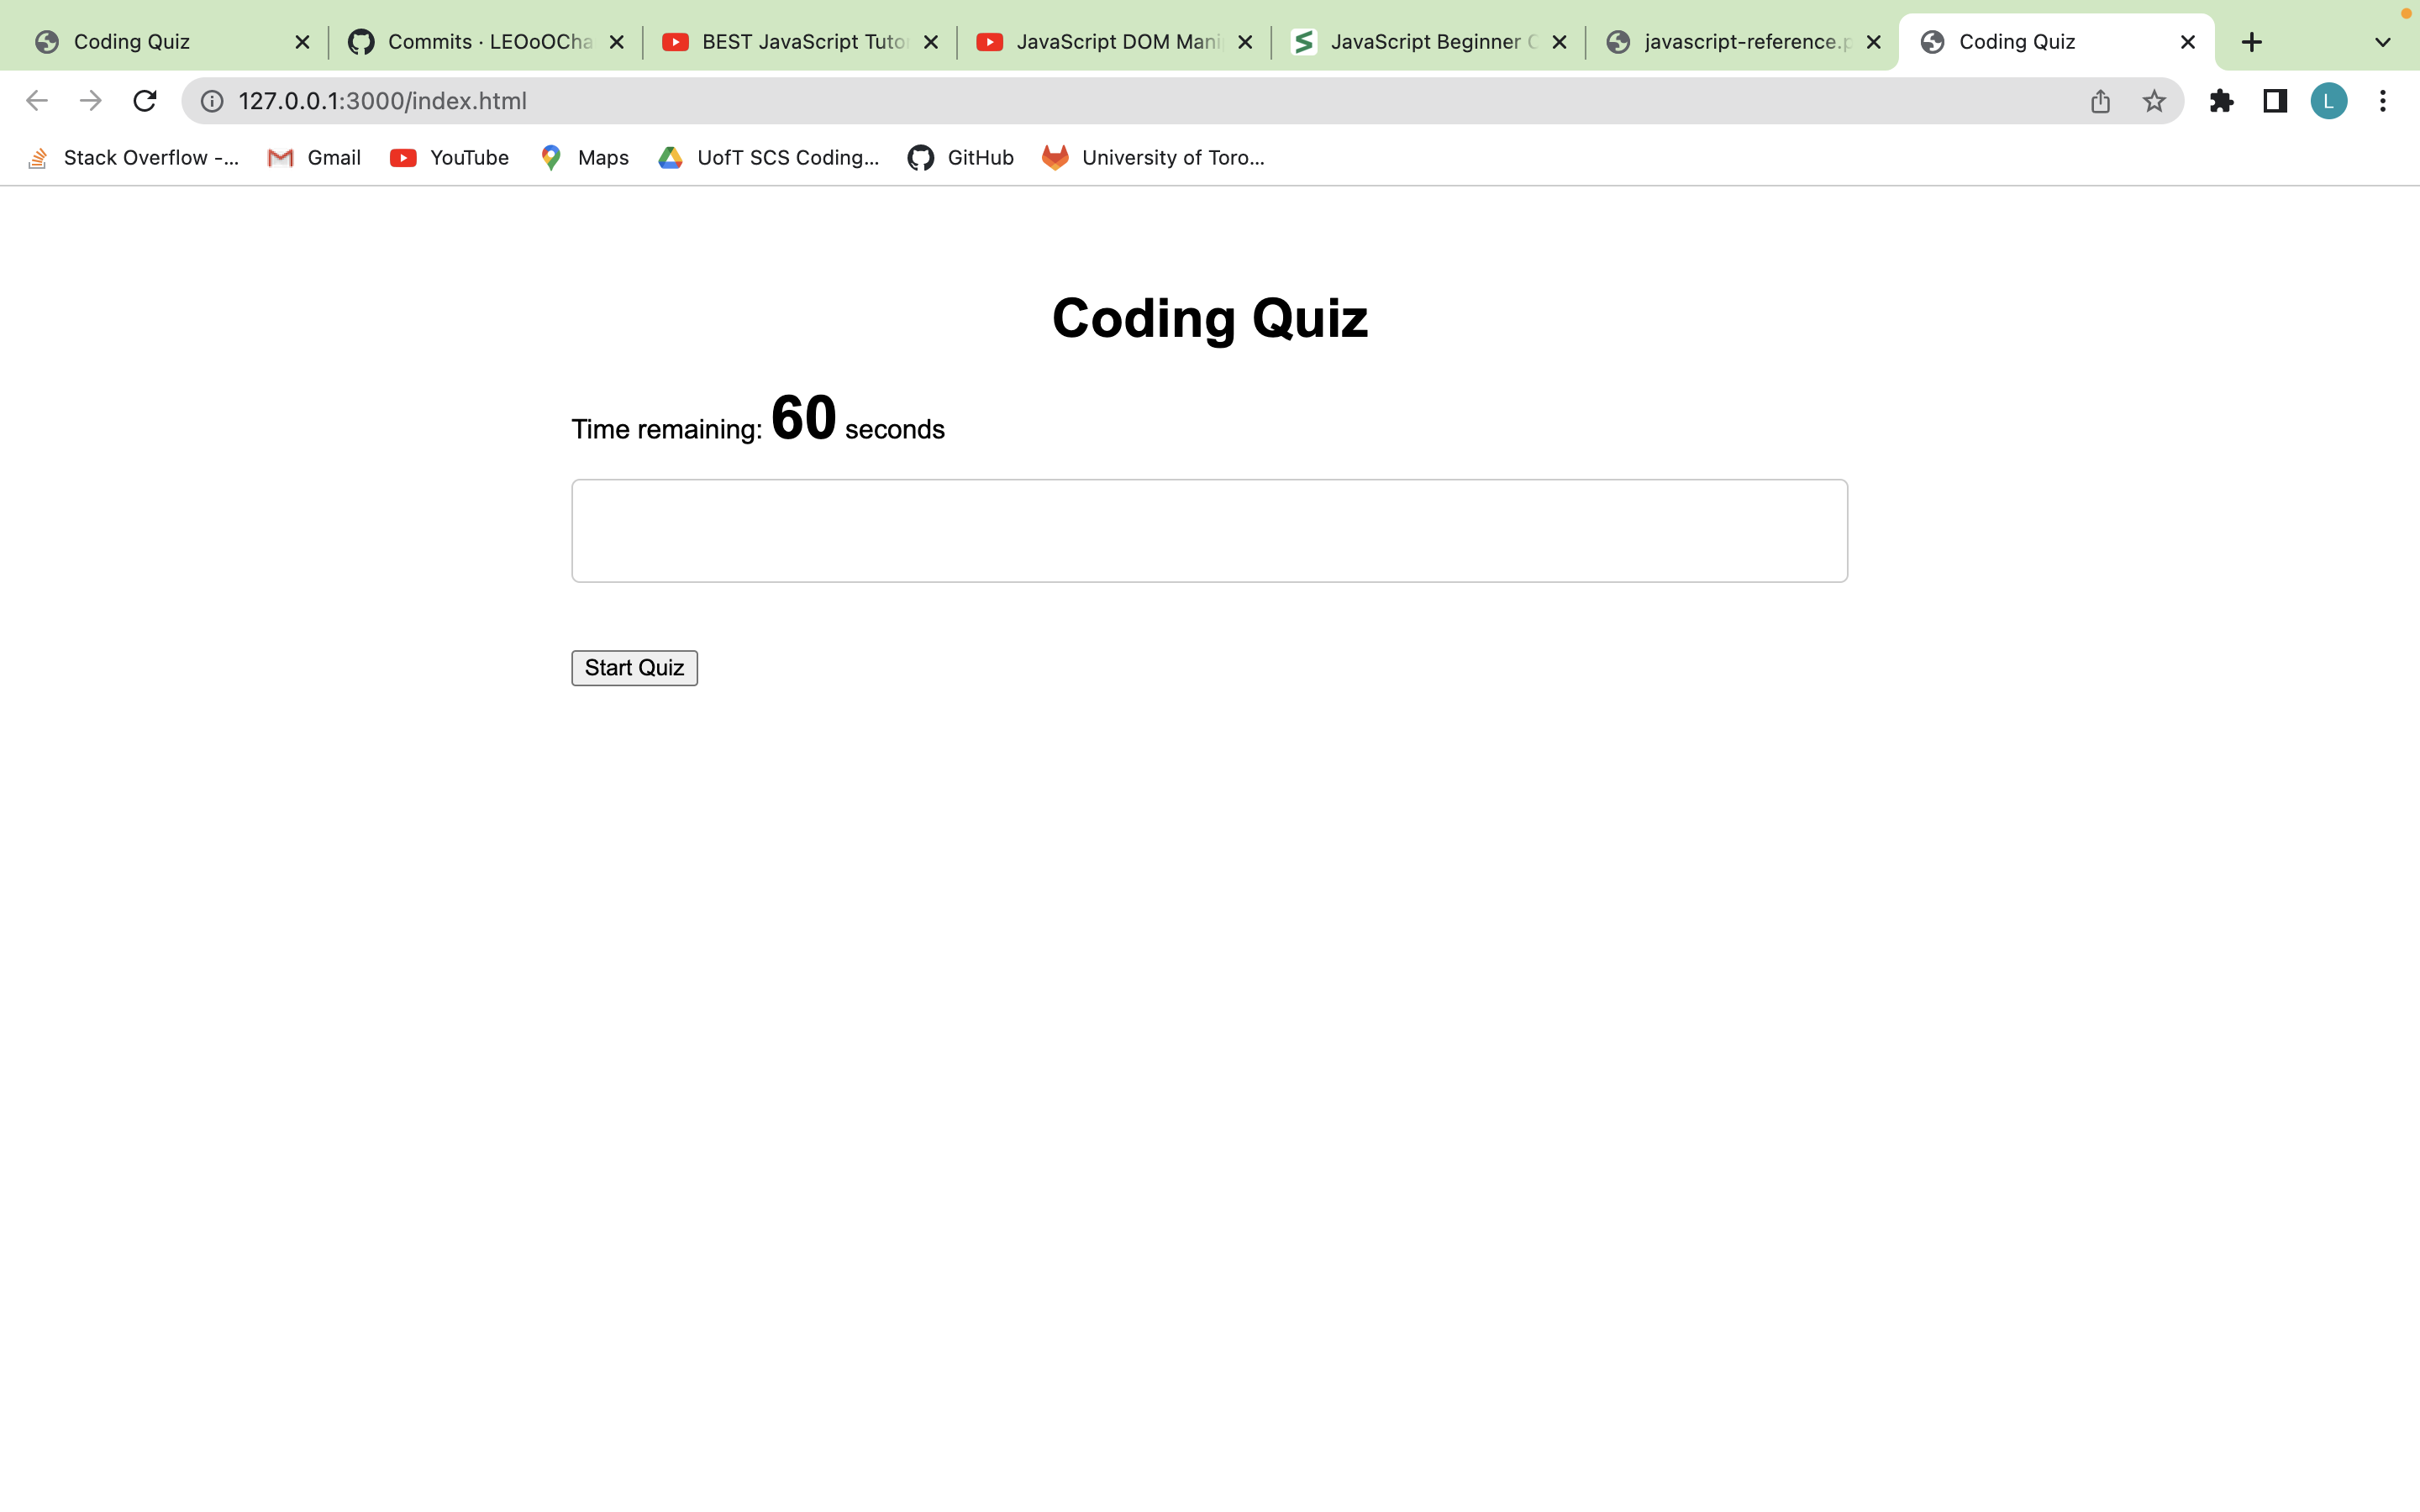 Coding Quiz
Commits · LEOoOCha
BEST JavaScript Tuto
JavaScript DOM Mani
JavaScript Beginner
javascript-reference.p
Coding Quiz
127.0.0.1:3000/index.html
L
Stack Overflow -...
Gmail
YouTube
Maps
UofT SCS Coding...
GitHub
University of Toro...
Coding Quiz
Time remaining: 60 seconds
Start Quiz